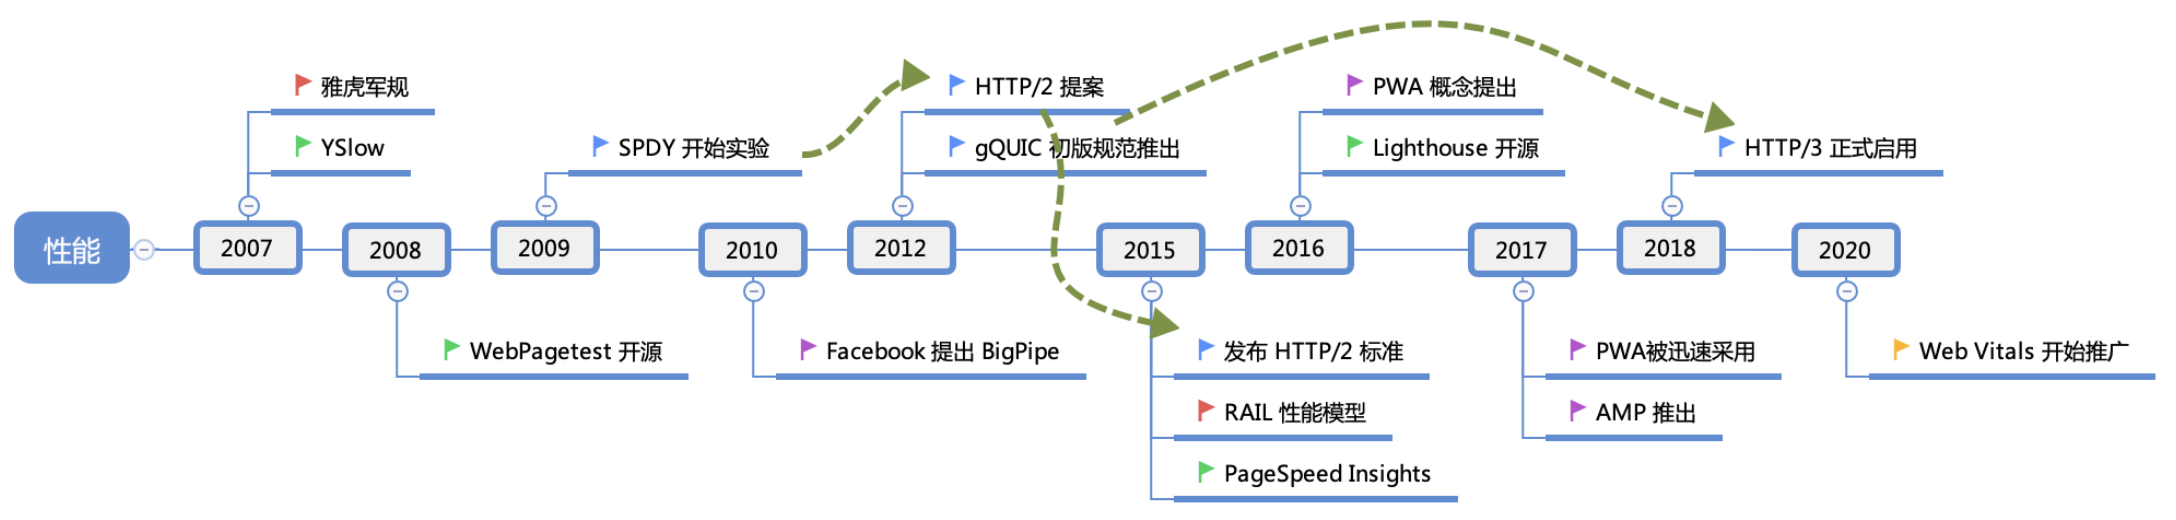 性能
2007
雅虎军规
YSlow
2008
WebPagetest 开源
2009
SPDY 开始实验
2010
Facebook 提出 BigPipe
2012
HTTP/2 提案
gQUIC 初版规范推出
2015
发布 HTTP/2 标准
RAIL 性能模型
PageSpeed Insights
2016
PWA 概念提出
Lighthouse 开源
2017
PWA被迅速采用
AMP 推出
2018
HTTP/3 正式启用
2020
Web Vitals 开始推广